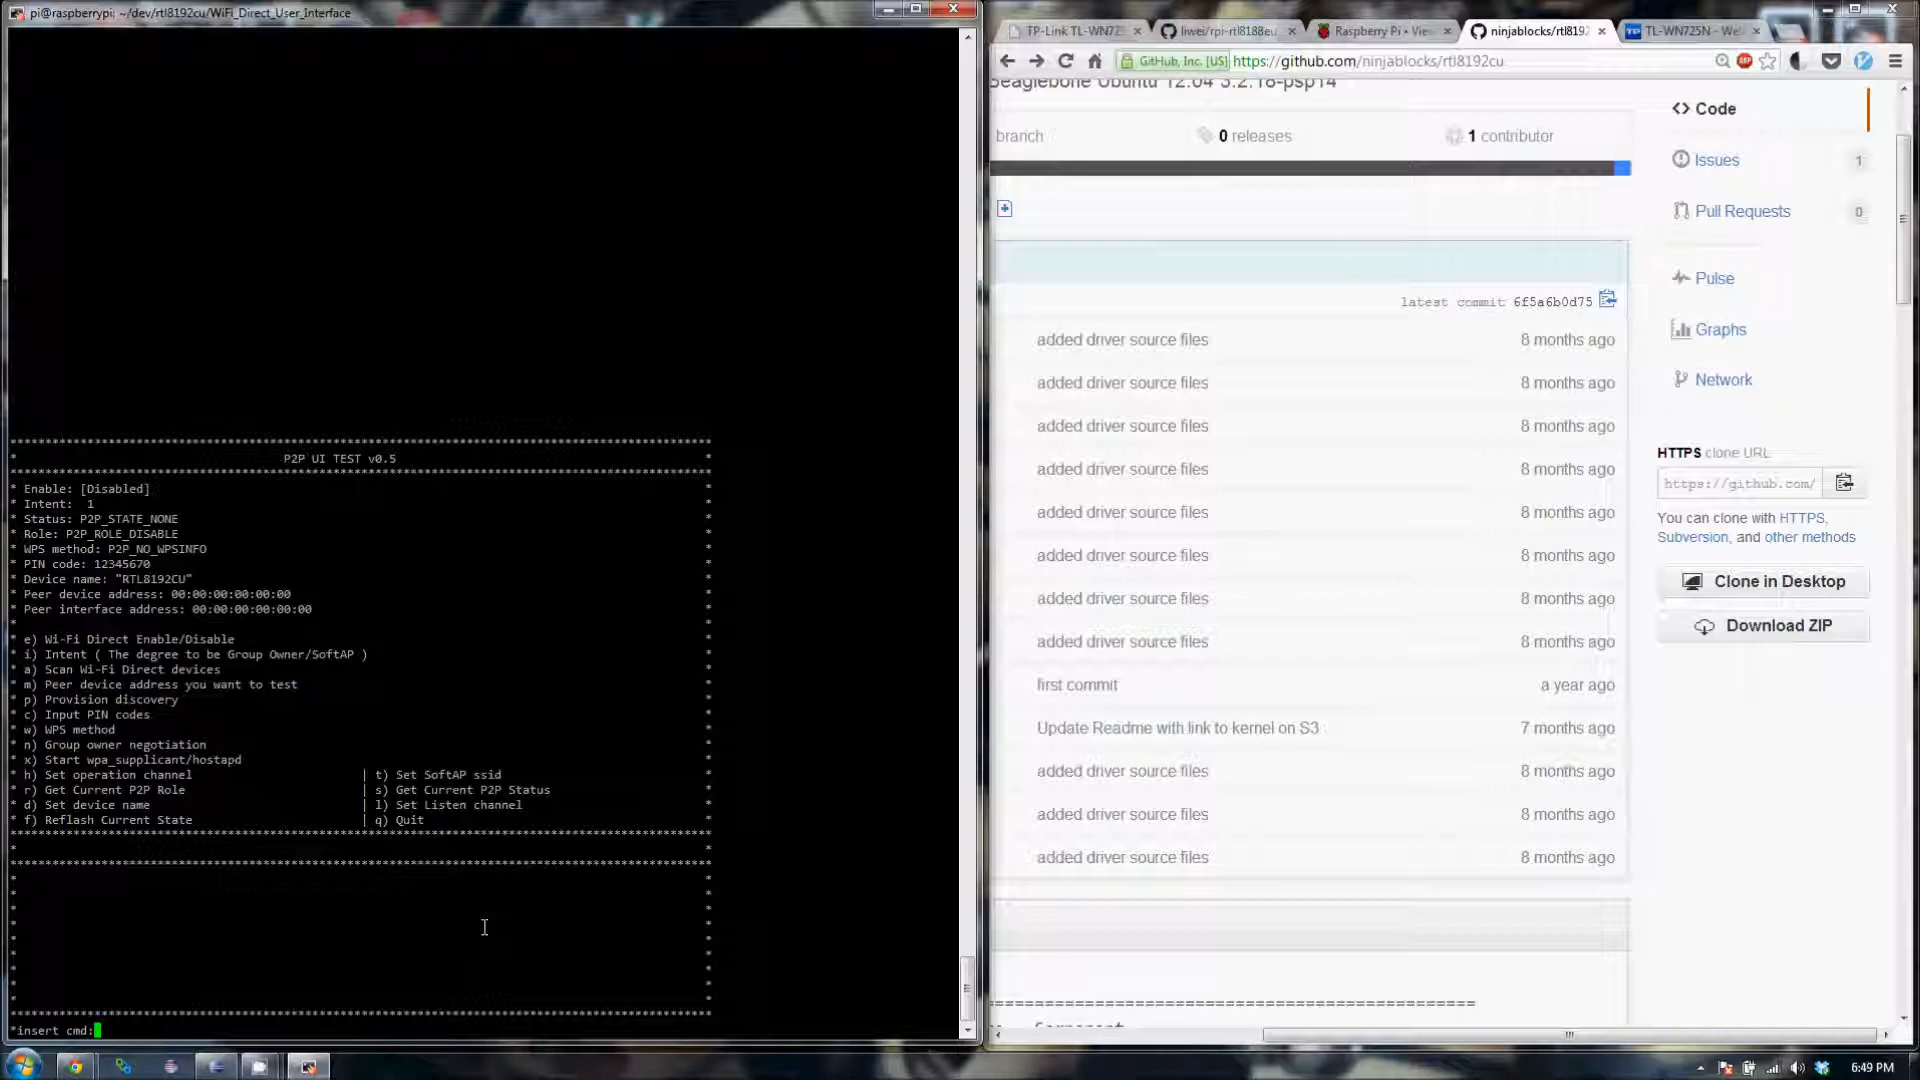 pi@raspberrypi: ~/dev/rtl8192cu/WiFi_Direct_User_Interface
P2P UI TEST v0.5
* Enable: [Disabled]
* Intent: 1
* Status: P2P_STATE_NONE
* Role: P2P_ROLE_DISABLE
* WPS method: P2P_NO_WPSINFO
* PIN code: 12345670
* Device name: "RTL8192CU"
* Peer device address: 00:00:00:00:00:00
* Peer interface address: 00:00:00:00:00:00
* e) Wi-Fi Direct Enable/Disable
* i) Intent ( The degree to be Group Owner/SoftAP )
* a) Scan Wi-Fi Direct devices
* m) Peer device address you want to test
* p) Provision discovery
* c) Input PIN codes
* w) WPS method
* n) Group owner negotiation
* x) Start wpa_supplicant/hostapd
* h) Set operation channel | t) Set SoftAP ssid
* r) Get Current P2P Role | s) Get Current P2P Status
* d) Set device name | l) Set Listen channel
* f) Reflash Current State | q) Quit
*insert cmd:
TP-Link TL-WN72 liwei/rpi-rtl8188eu Raspberry Pi • View ninjablocks/rtl8192 TL-WN725N - We
GitHub, Inc. [US] https://github.com/ninjablocks/rtl8192cu
Beaglebone Ubuntu 12.04 3.2.18-psp14
branch 0 releases 1 contributor
latest commit 6f5a6b0d75
added driver source files 8 months ago
added driver source files 8 months ago
added driver source files 8 months ago
added driver source files 8 months ago
added driver source files 8 months ago
added driver source files 8 months ago
added driver source files 8 months ago
added driver source files 8 months ago
first commit a year ago
Update Readme with link to kernel on S3 7 months ago
added driver source files 8 months ago
added driver source files 8 months ago
added driver source files 8 months ago
==============================================
Component
<> Code
Issues 1
Pull Requests 0
Pulse
Graphs
Network
HTTPS clone URL
https://github.com/
You can clone with HTTPS,
Subversion, and other methods
Clone in Desktop
Download ZIP
6:49 PM